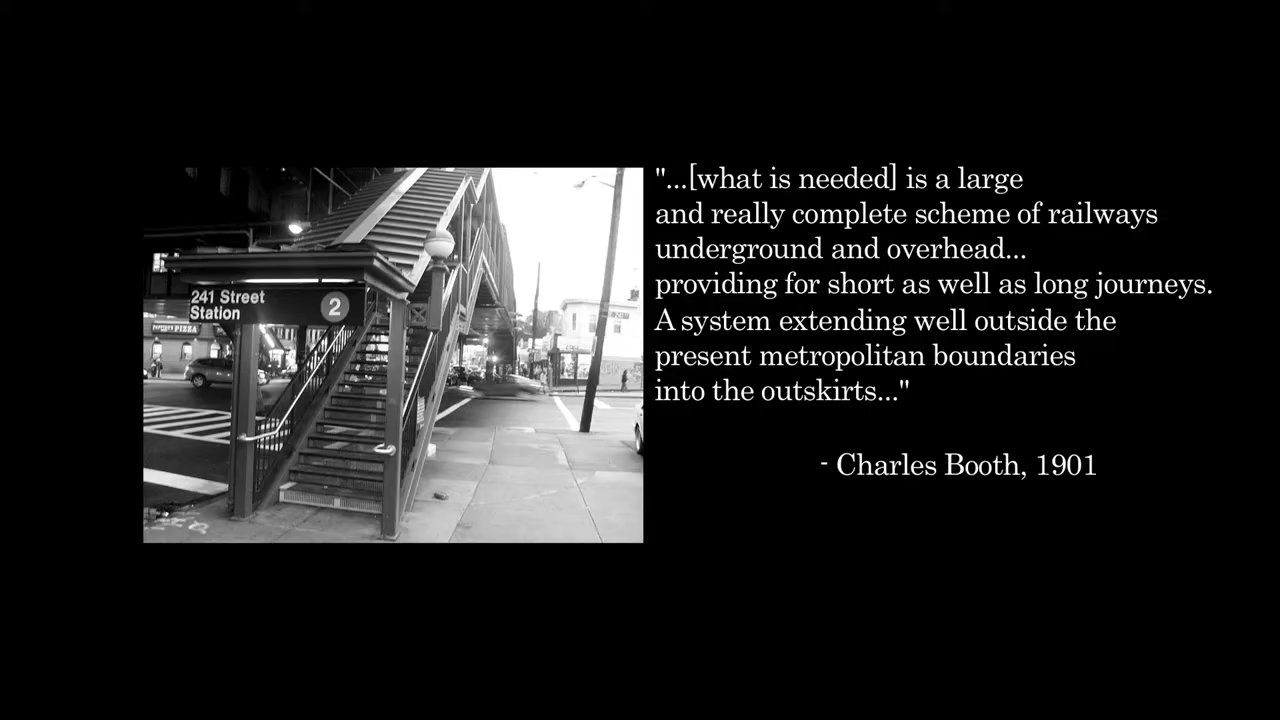 "...[what is needed] is a large
and really complete scheme of railways
underground and overhead...
providing for short as well as long journeys.
A system extending well outside the
present metropolitan boundaries
into the outskirts..."
- Charles Booth, 1901
241 Street
Station
2
PIZZA